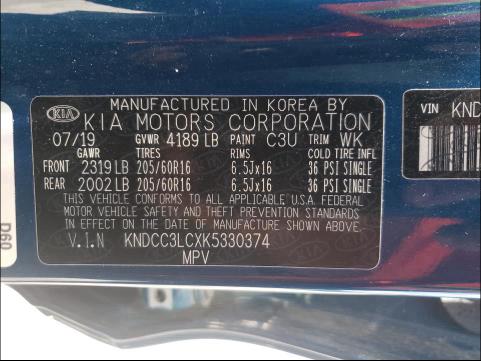 MANUFACTURED IN KOREA BY
KIA KIA MOTORS CORPORATION
07/19 GVWR 4189 LB PAINT C3U TRIM WK
GAWR TIRES RIMS COLD TIRE INFL
FRONT 2319 LB 205/60R16 6.5Jx16 36 PSI SINGLE
REAR 2002 LB 205/60R16 6.5Jx16 36 PSI SINGLE
THIS VEHICLE CONFORMS TO ALL APPLICABLE U.S.A. FEDERAL
MOTOR VEHICLE SAFETY AND THEFT PREVENTION STANDARDS
IN EFFECT ON THE DATE OF MANUFACTURE SHOWN ABOVE.
V.I.N KNDCC3LCXK5330374
MPV
VIN KND
D60